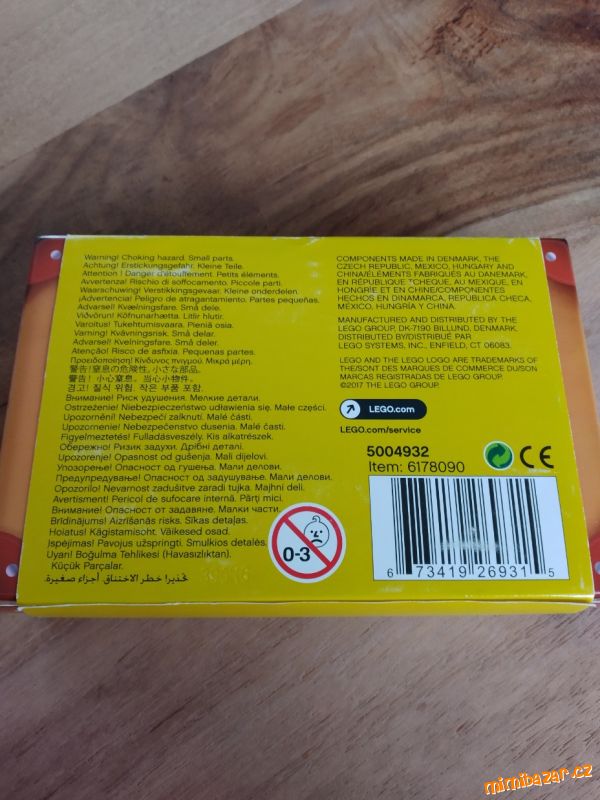 Warning! Choking hazard. Small parts.
Achtung! Erstickungsgefahr. Kleine Teile.
Attention ! Danger d'étouffement. Petits éléments.
Avvertenza! Rischio di soffocamento. Piccole parti.
Waarschuwing! Verstikkingsgevaar. Kleine onderdelen.
¡Advertencia! Peligro de atragantamiento. Partes pequeñas.
Advarsel! Kvælningsfare. Små dele.
Viðvörun! Köfnunarhætta. Litlir hlutir.
Varoitus! Tukehtumisvaara. Pieniä osia.
Varning! Kvävningsrisk. Små delar.
Advarsel! Kvelningsfare. Små deler.
Atenção! Risco de asfixia. Pequenas partes.
Προειδοποίηση! Κίνδυνος πνιγμού. Μικρά μέρη.
警告! 窒息の危険性。小さな部品。
警告! 小心窒息。当心小物件。
경고! 질식 위험. 작은 부품 포함.
Внимание! Риск удушения. Мелкие детали.
Ostrzeżenie! Niebezpieczeństwo udławienia się. Małe części.
Upozornění! Nebezpečí zalknutí. Malé části.
Upozornenie! Nebezpečenstvo dusenia. Malé časti.
Figyelmeztetés! Fulladásveszély. Kis alkatrészek.
Обережно! Ризик задухи. Дрібні деталі.
Upozorenje! Opasnost od gušenja. Mali dijelovi.
Упозорење! Опасност од гушења. Мали делови.
Предупредување! Опасност од задушување. Мали делови.
Opozorilo! Nevarnost zadušitve zaradi tujka. Majhni deli.
Avertisment! Pericol de sufocare internă. Părți mici.
Внимание! Опасност от задавяне. Малки части.
Brīdinājums! Aizrīšanās risks. Sīkas detaļas.
Hoiatus! Kägistamisoht. Väikesed osad.
Įspėjimas! Pavojus užspringti. Smulkios detalės.
Uyarı! Boğulma Tehlikesi (Havasızlıktan).
Küçük Parçalar.
تحذير! خطر الاختناق. أجزاء صغيرة.
0-3
COMPONENTS MADE IN DENMARK, THE
CZECH REPUBLIC, MEXICO, HUNGARY AND
CHINA/ELÉMENTS FABRIQUÉS AU DANEMARK,
EN RÉPUBLIQUE TCHÈQUE, AU MEXIQUE, EN
HONGRIE ET EN CHINE/COMPONENTES
HECHOS EN DINAMARCA, REPÚBLICA CHECA,
MÉXICO, HUNGRÍA Y CHINA.
MANUFACTURED AND DISTRIBUTED BY THE
LEGO GROUP, DK-7190 BILLUND, DENMARK.
DISTRIBUTED BY/DISTRIBUÉ PAR
LEGO SYSTEMS, INC., ENFIELD, CT 06083.
LEGO AND THE LEGO LOGO ARE TRADEMARKS OF
THE/SONT DES MARQUES DE COMMERCE DU/SON
MARCAS REGISTRADAS DE LEGO GROUP.
©2017 THE LEGO GROUP.
LEGO.com
LEGO.com/service
5004932
Item: 6178090
CE
6 73419 26931 5
mimibazar.cz